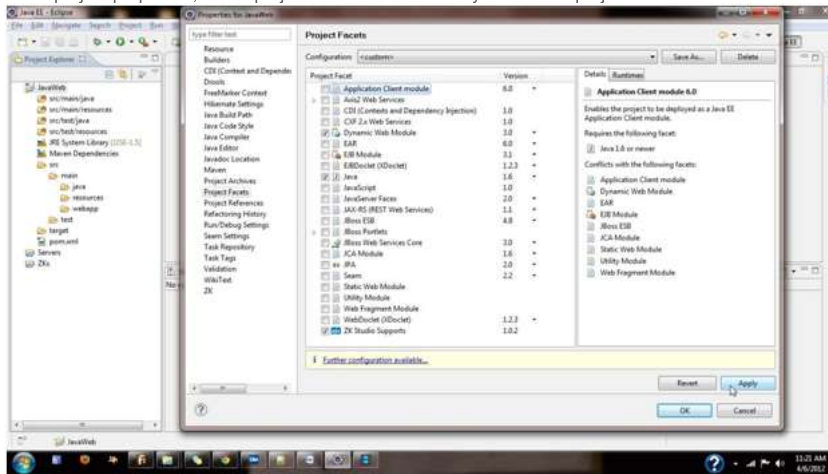 Java EE - Eclipse
File Edit Navigate Search Project Run
Project Explorer
JavaWeb
src/main/java
src/main/resources
src/test/java
src/test/resources
JRE System Library [J2SE-1.5]
Maven Dependencies
src
main
java
resources
webapp
test
target
pom.xml
Servers
ZKs
Properties for JavaWeb
type filter text
Resource
Builders
CDI (Context and Depende
Drools
FreeMarker Context
Hibernate Settings
Java Build Path
Java Code Style
Java Compiler
Java Editor
Javadoc Location
Maven
Project Archives
Project Facets
Project References
Refactoring History
Run/Debug Settings
Seam Settings
Task Repository
Task Tags
Validation
WikiText
ZK
Project Facets
Configuration: <custom>
Save As...
Delete
Project Facet Version
Application Client module 6.0
Axis2 Web Services
CDI (Contexts and Dependency Injection) 1.0
CXF 2.x Web Services 1.0
Dynamic Web Module 3.0
EAR 6.0
EJB Module 3.1
EJBDoclet (XDoclet) 1.2.3
Java 1.6
JavaScript 1.0
JavaServer Faces 2.0
JAX-RS (REST Web Services) 1.1
JBoss ESB 4.8
JBoss Portlets
JBoss Web Services Core 3.0
JCA Module 1.6
JPA 2.0
Seam 2.2
Static Web Module
Utility Module
Web Fragment Module
WebDoclet (XDoclet) 1.2.3
ZK Studio Supports 1.0.2
Details Runtimes
Application Client module 6.0
Enables the project to be deployed as a Java EE
Application Client module.
Requires the following facet:
Java 1.6 or newer
Conflicts with the following facets:
Application Client module
Dynamic Web Module
EAR
EJB Module
JBoss ESB
JCA Module
Static Web Module
Utility Module
Web Fragment Module
Further configuration available...
Revert
Apply
OK
Cancel
JavaWeb
11:21 AM
4/6/2012